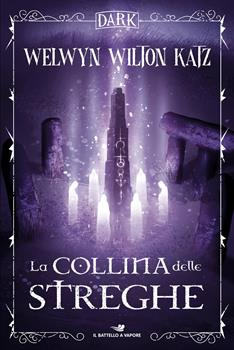 DARK
WELWYN WILTON KATZ
LA COLLINA delle
STREGHE
IL BATTELLO A VAPORE